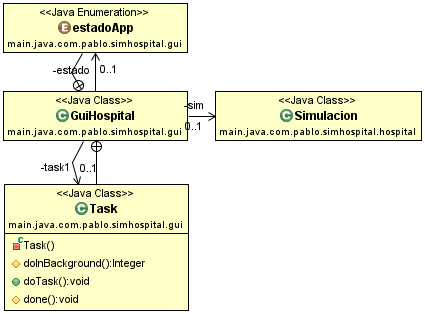 <<Java Enumeration>>
E estadoApp
main.java.com.pablo.simhospital.gui
-estado
0..1
<<Java Class>>
C GuiHospital
main.java.com.pablo.simhospital.gui
-sim
0..1
<<Java Class>>
C Simulacion
main.java.com.pablo.simhospital.hospital
-task1
0..1
<<Java Class>>
C Task
main.java.com.pablo.simhospital.gui
C Task()
doInBackground():Integer
doTask():void
done():void